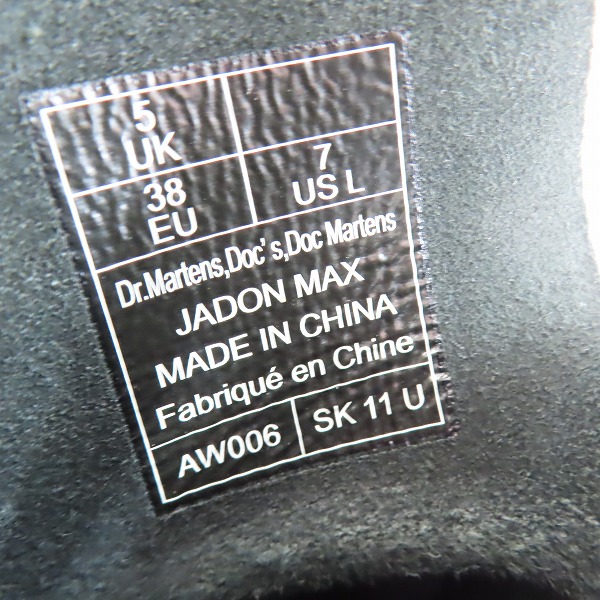 5
UK
38
EU
7
US L
Dr.Martens,Doc's,Doc Martens
JADON MAX
MADE IN CHINA
Fabriqué en Chine
AW006 SK 11 U